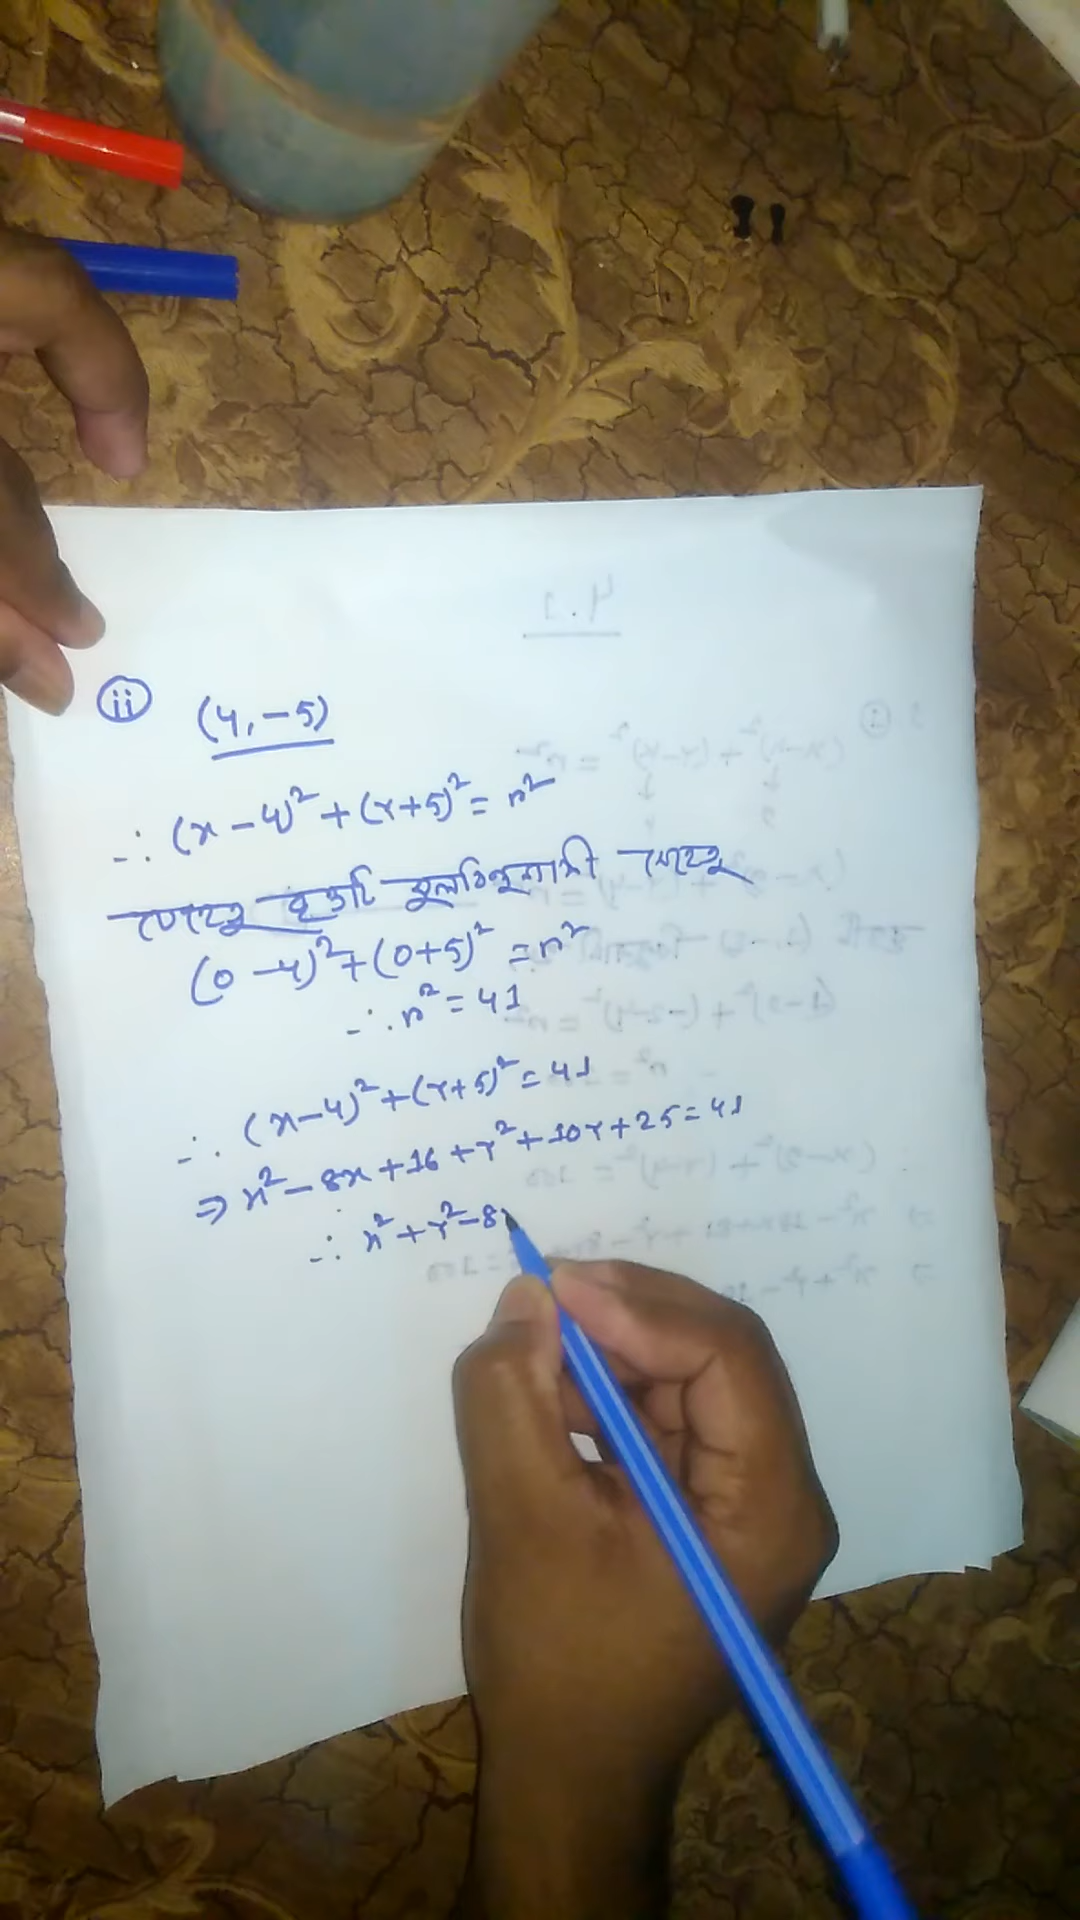 ii (4, -5)
∴ (x - 4)² + (y + 5)² = r²
যেহেতু বৃত্তটি মূলবিন্দুগামী সেহেতু
(0 - 4)² + (0 + 5)² = r²
∴ r² = 41
∴ (x - 4)² + (y + 5)² = 41
⇒ x² - 8x + 16 + y² + 10y + 25 = 41
∴ x² + y² - 8